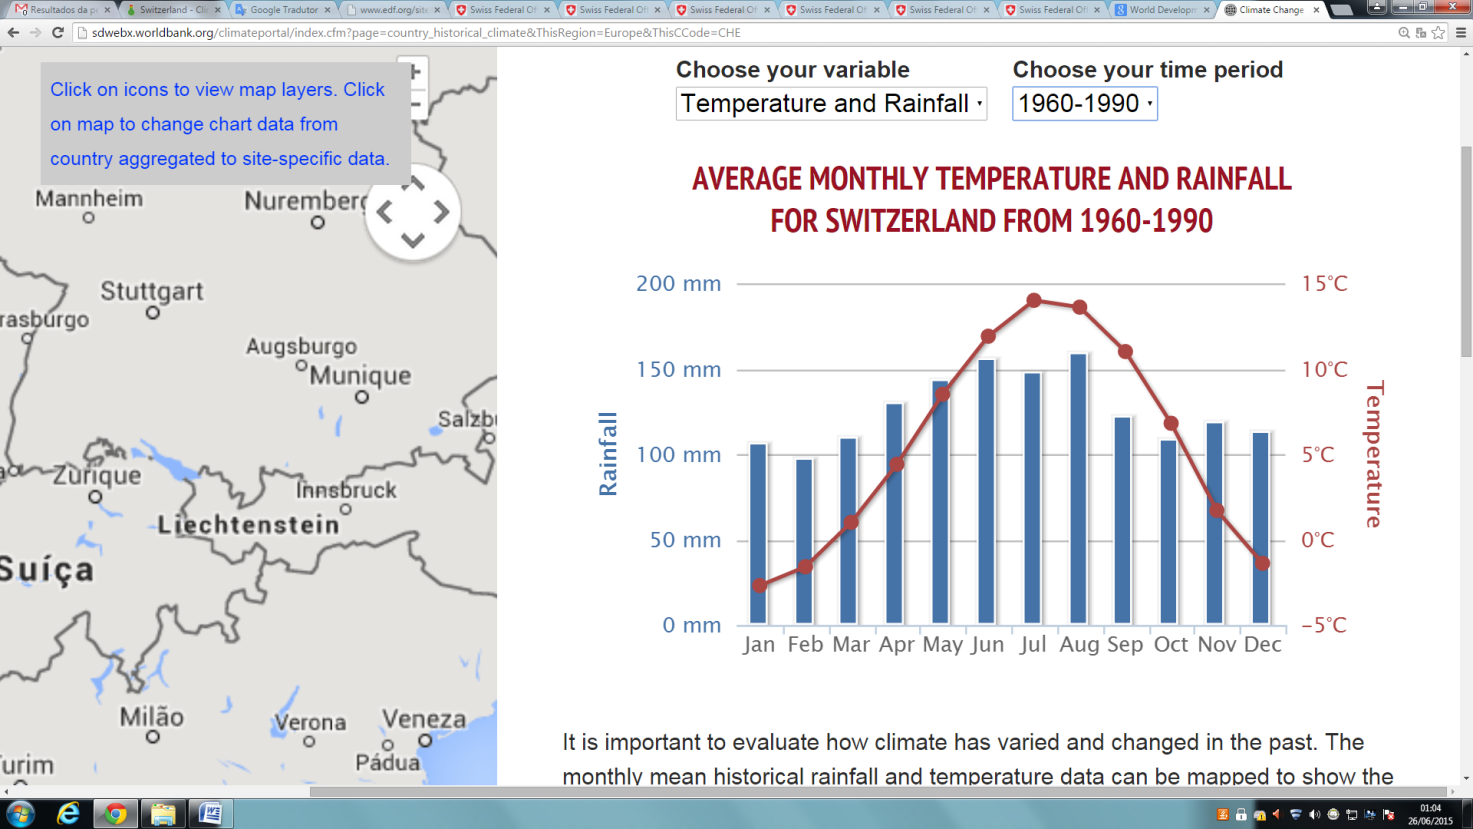 Resultados da p
Switzerland - Cli
Google Tradutor
www.edf.org/site
Swiss Federal Of
Swiss Federal Of
Swiss Federal Of
Swiss Federal Of
Swiss Federal Of
Swiss Federal Of
World Developm
Climate Change
sdwebx.worldbank.org/climateportal/index.cfm?page=country_historical_climate&ThisRegion=Europe&ThisCCode=CHE
Click on icons to view map layers. Click
on map to change chart data from
country aggregated to site-specific data.
Mannheim
Nuremberg
Stuttgart
rasburgo
Augsburgo
Munique
Salzbu
Zurique
Innsbruck
Liechtenstein
Suíça
Milão
Verona
Veneza
Pádua
urim
Choose your variable
Choose your time period
Temperature and Rainfall
1960-1990
AVERAGE MONTHLY TEMPERATURE AND RAINFALL
FOR SWITZERLAND FROM 1960-1990
200 mm
150 mm
100 mm
50 mm
0 mm
Rainfall
15°C
10°C
5°C
0°C
−5°C
Temperature
Jan Feb Mar Apr May Jun Jul Aug Sep Oct Nov Dec
It is important to evaluate how climate has varied and changed in the past. The
monthly mean historical rainfall and temperature data can be mapped to show the
01:04
26/06/2015